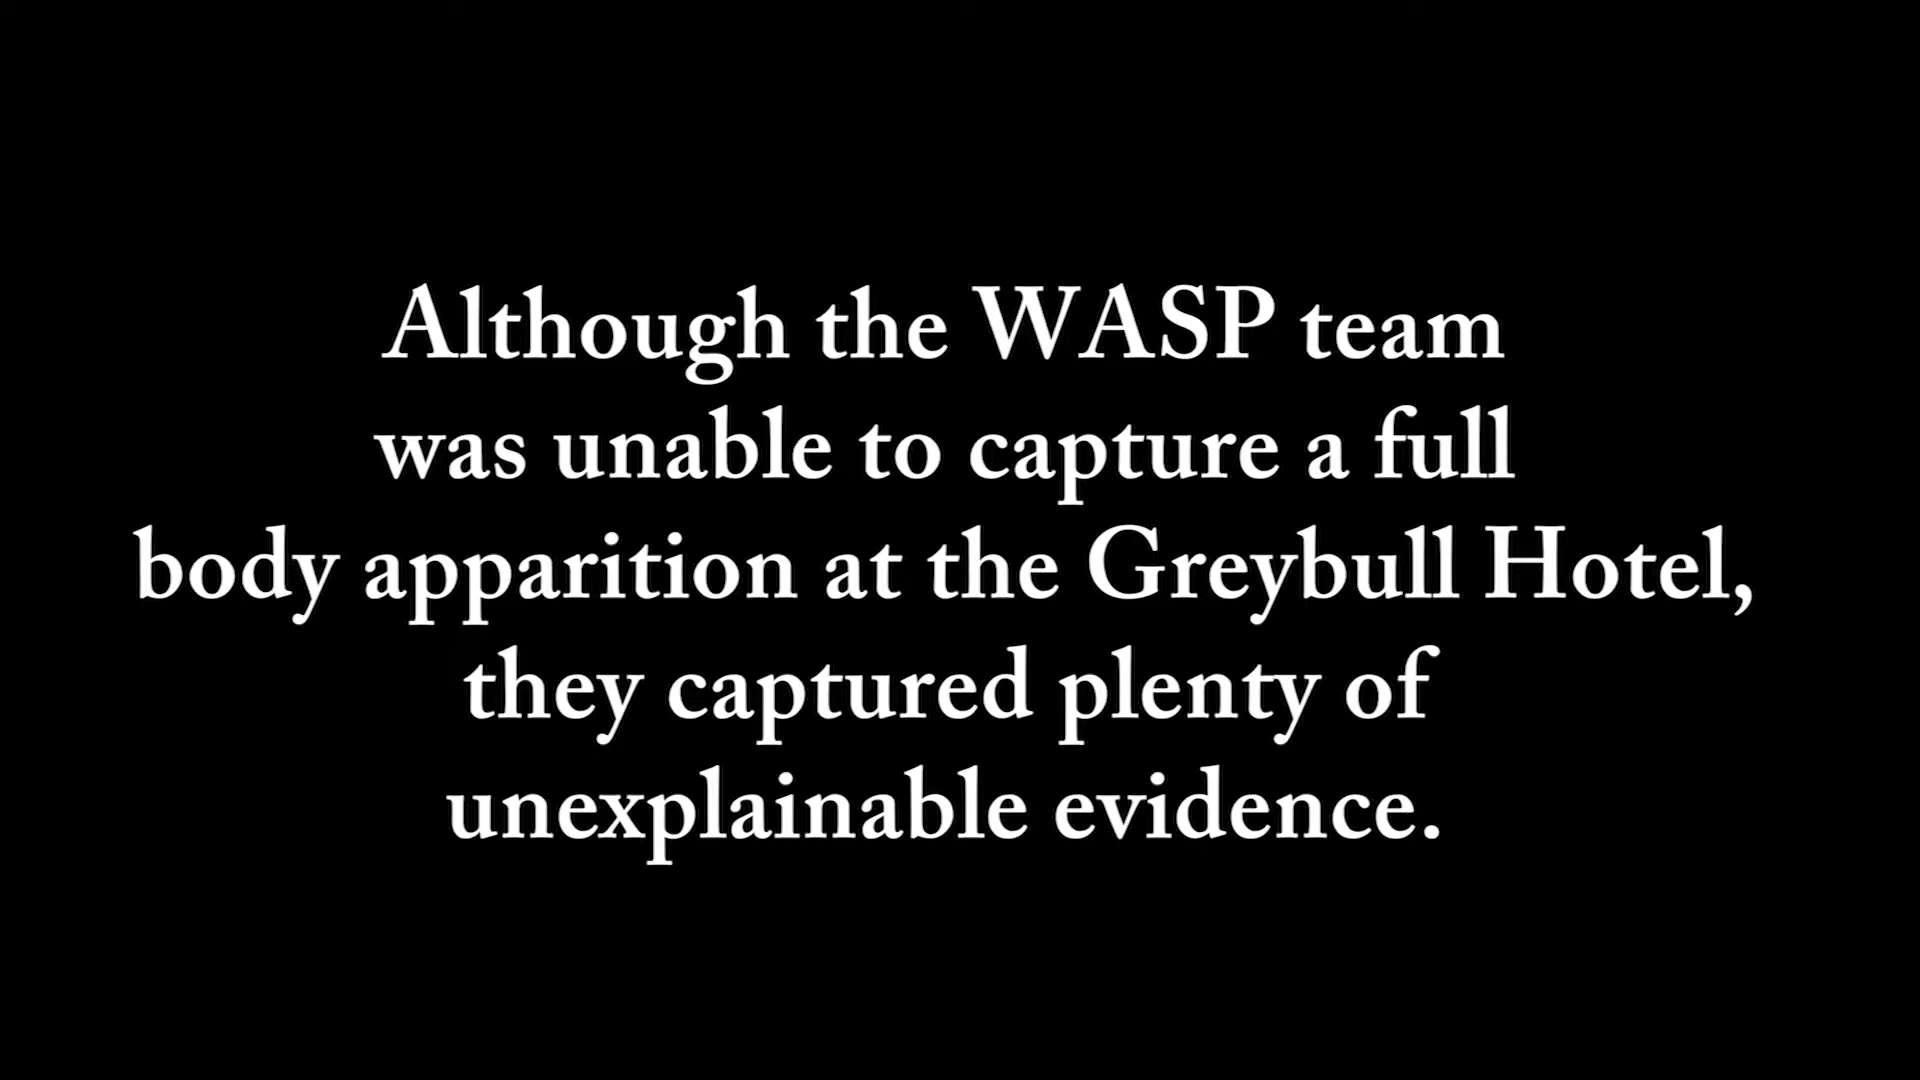 Although the WASP team
was unable to capture a full
body apparition at the Greybull Hotel,
they captured plenty of
unexplainable evidence.